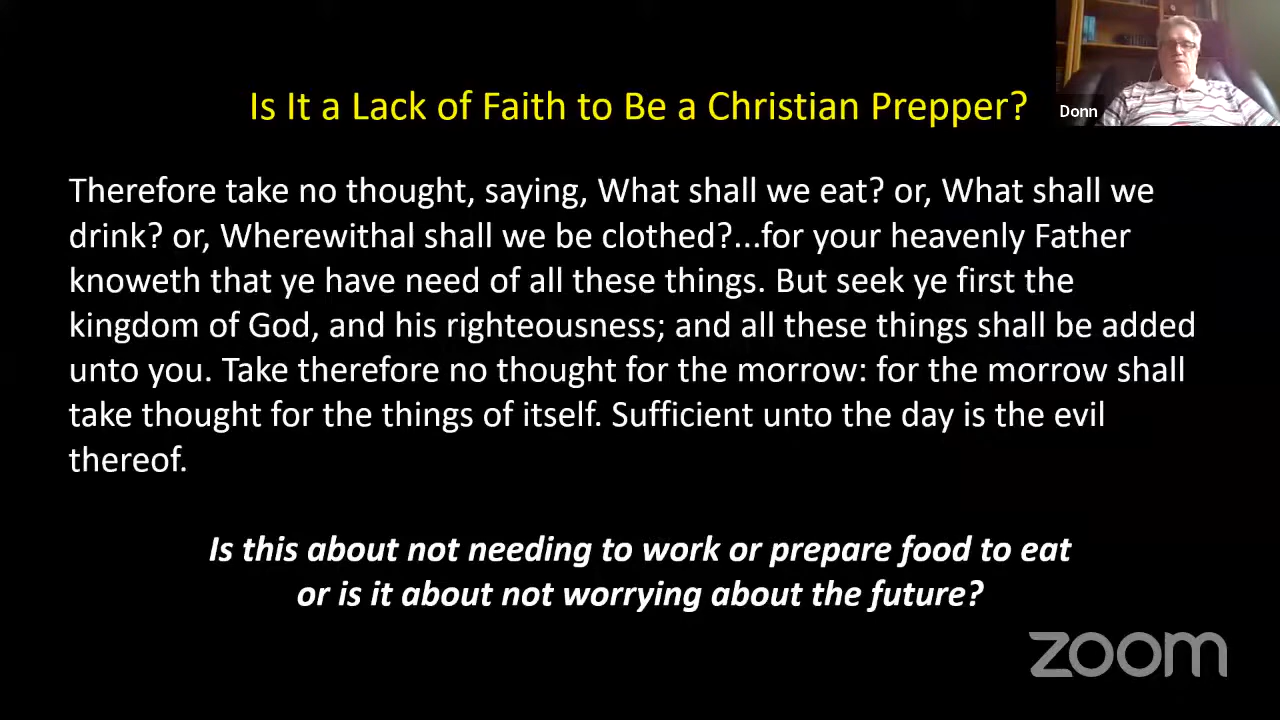 Is It a Lack of Faith to Be a Christian Prepper?
Donn
Therefore take no thought, saying, What shall we eat? or, What shall we
drink? or, Wherewithal shall we be clothed?...for your heavenly Father
knoweth that ye have need of all these things. But seek ye first the
kingdom of God, and his righteousness; and all these things shall be added
unto you. Take therefore no thought for the morrow: for the morrow shall
take thought for the things of itself. Sufficient unto the day is the evil
thereof.
Is this about not needing to work or prepare food to eat
or is it about not worrying about the future?
zoom